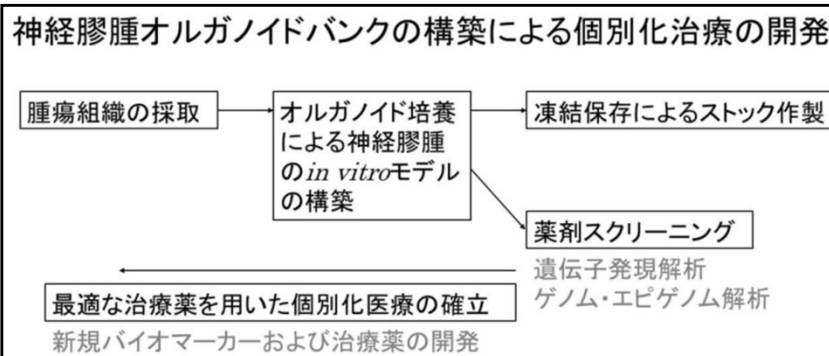 神経膠腫オルガノイドバンクの構築による個別化治療の開発
腫瘍組織の採取
オルガノイド培養
による神経膠腫
のin vitroモデル
の構築
凍結保存によるストック作製
薬剤スクリーニング
遺伝子発現解析
ゲノム・エピゲノム解析
最適な治療薬を用いた個別化医療の確立
新規バイオマーカーおよび治療薬の開発